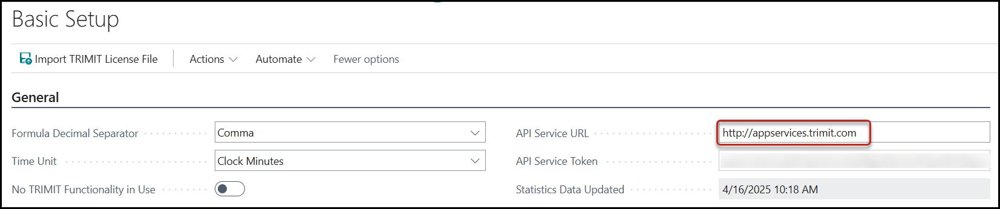 Basic Setup
Import TRIMIT License File Actions Automate Fewer options
General
Formula Decimal Separator Comma API Service URL http://appservices.trimit.com
Time Unit Clock Minutes API Service Token
No TRIMIT Functionality in Use Statistics Data Updated 4/16/2025 10:18 AM